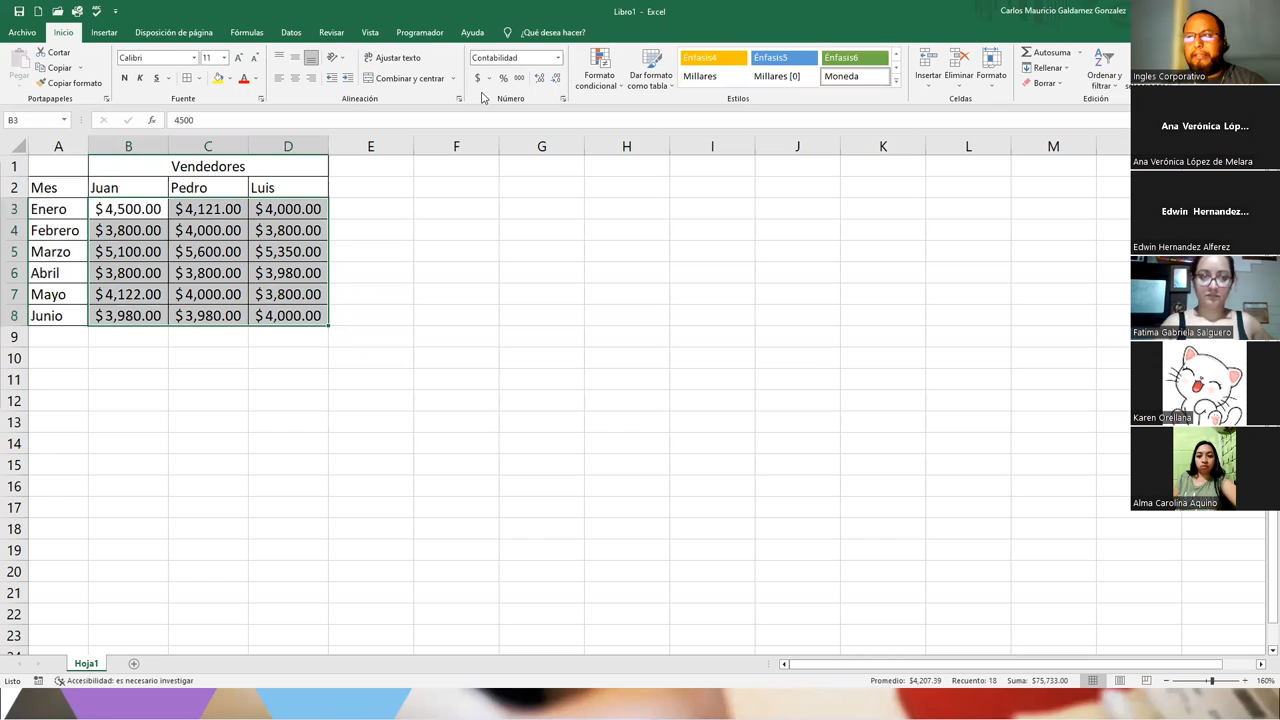 Libro1 - Excel
Carlos Mauricio Galdamez Gonzalez
Archivo Inicio Insertar Disposición de página Fórmulas Datos Revisar Vista Programador Ayuda ¿Qué desea hacer?
Pegar
Cortar
Copiar
Copiar formato
Portapapeles
Calibri 11
N K S
Fuente
Ajustar texto
Combinar y centrar
Alineación
Contabilidad
$ % 000
Número
Formato condicional
Dar formato como tabla
Énfasis4 Énfasis5 Énfasis6
Millares Millares [0] Moneda
Estilos
Insertar Eliminar Formato
Celdas
Autosuma
Rellenar
Borrar
Ordenar y filtrar
Edición
B3 fx 4500
A B C D E F G H I J K L M
1 Vendedores
2 Mes Juan Pedro Luis
3 Enero $ 4,500.00 $ 4,121.00 $ 4,000.00
4 Febrero $ 3,800.00 $ 4,000.00 $ 3,800.00
5 Marzo $ 5,100.00 $ 5,600.00 $ 5,350.00
6 Abril $ 3,800.00 $ 3,800.00 $ 3,980.00
7 Mayo $ 4,122.00 $ 4,000.00 $ 3,800.00
8 Junio $ 3,980.00 $ 3,980.00 $ 4,000.00
9
10
11
12
13
14
15
16
17
18
19
20
21
22
23
Hoja1
Listo Accesibilidad: es necesario investigar Promedio: $4,207.39 Recuento: 18 Suma: $75,733.00 160%
Ingles Corporativo
Ana Verónica Lóp...
Ana Verónica López de Melara
Edwin Hernandez...
Edwin Hernandez Alferez
Fatima Gabriela Salguero
Karen Orellana
Alma Carolina Aquino